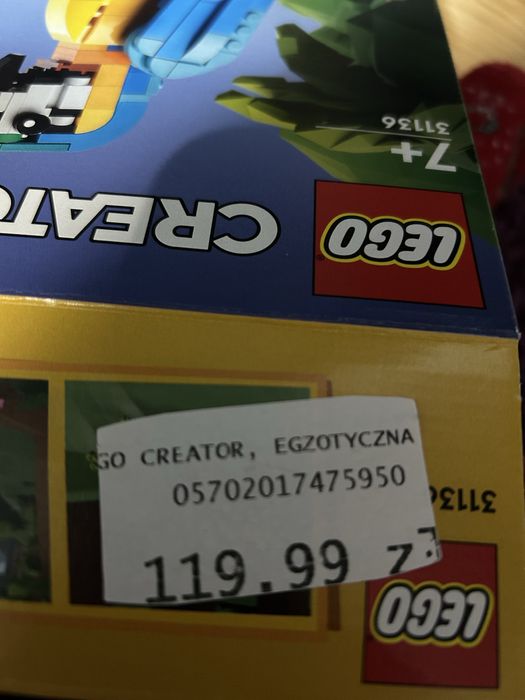 31136
7+
LEGO
CREATO
GO CREATOR, EGZOTYCZNA
05702017475950
119.99 z
3113
LEGO